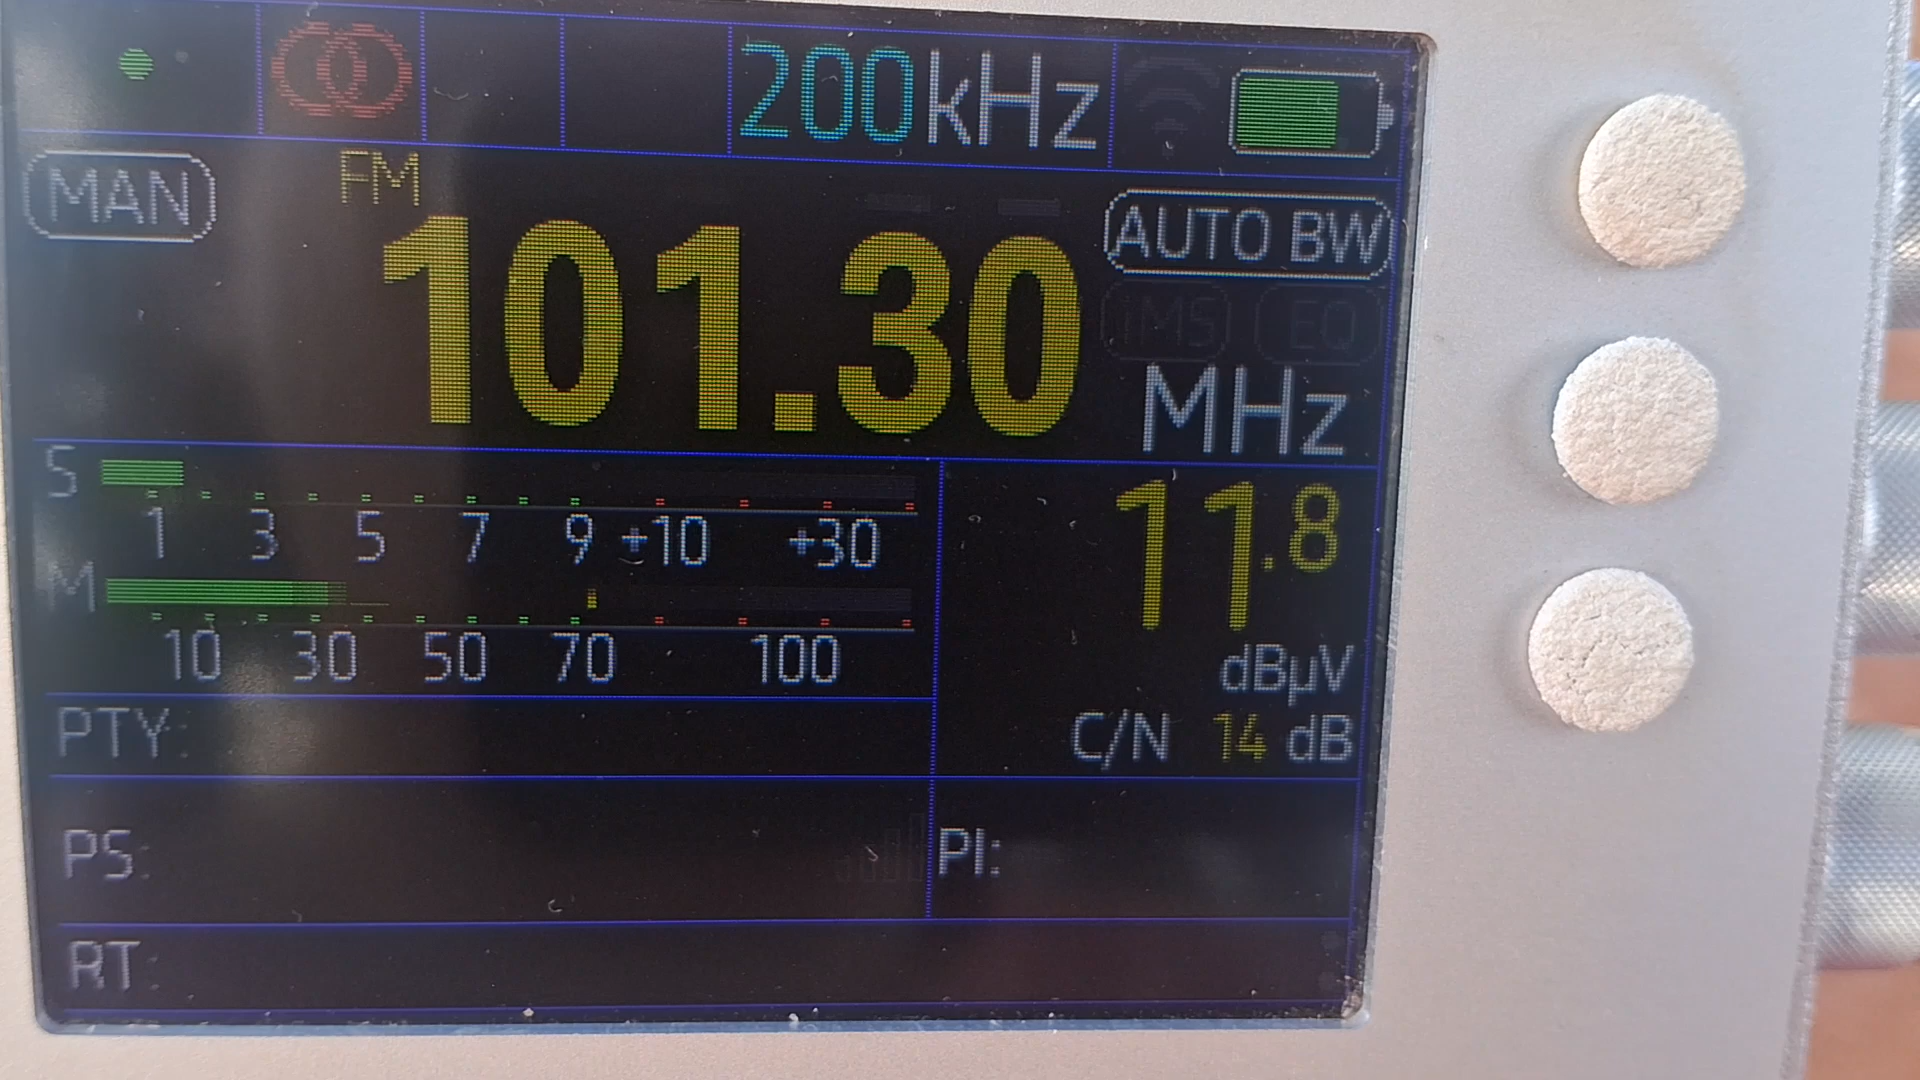 200kHz
MAN
FM
101.30
AUTO BW
iMS EQ
MHz
S
1 3 5 7 9 +10 +30
M
10 30 50 70 100
11.8
dBµV
C/N 14 dB
PTY:
PS:
PI:
RT: